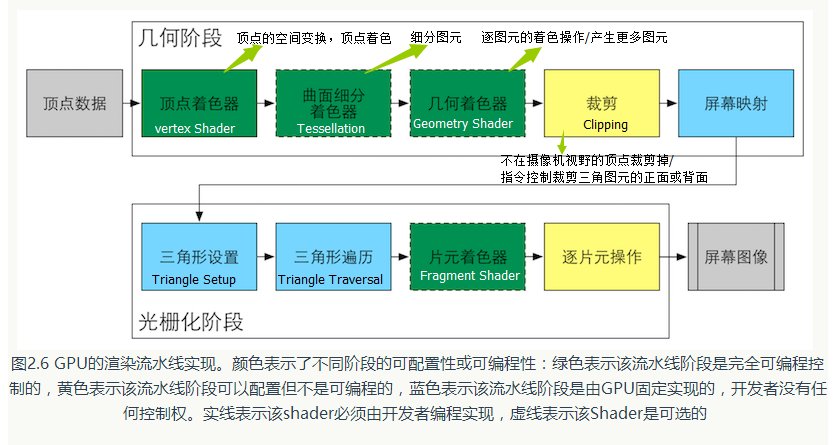 几何阶段
顶点的空间变换，顶点着色
细分图元
逐图元的着色操作/产生更多图元
顶点数据
顶点着色器
vertex Shader
曲面细分
着色器
Tessellation
几何着色器
Geometry Shader
裁剪
Clipping
屏幕映射
不在摄像机视野的顶点裁剪掉/
指令控制裁剪三角图元的正面或背面
三角形设置
Triangle Setup
三角形遍历
Triangle Traversal
片元着色器
Fragment Shader
逐片元操作
屏幕图像
光栅化阶段
图2.6 GPU的渲染流水线实现。颜色表示了不同阶段的可配置性或可编程性：绿色表示该流水线阶段是完全可编程控
制的，黄色表示该流水线阶段可以配置但不是可编程的，蓝色表示该流水线阶段是由GPU固定实现的，开发者没有任
何控制权。实线表示该shader必须由开发者编程实现，虚线表示该Shader是可选的